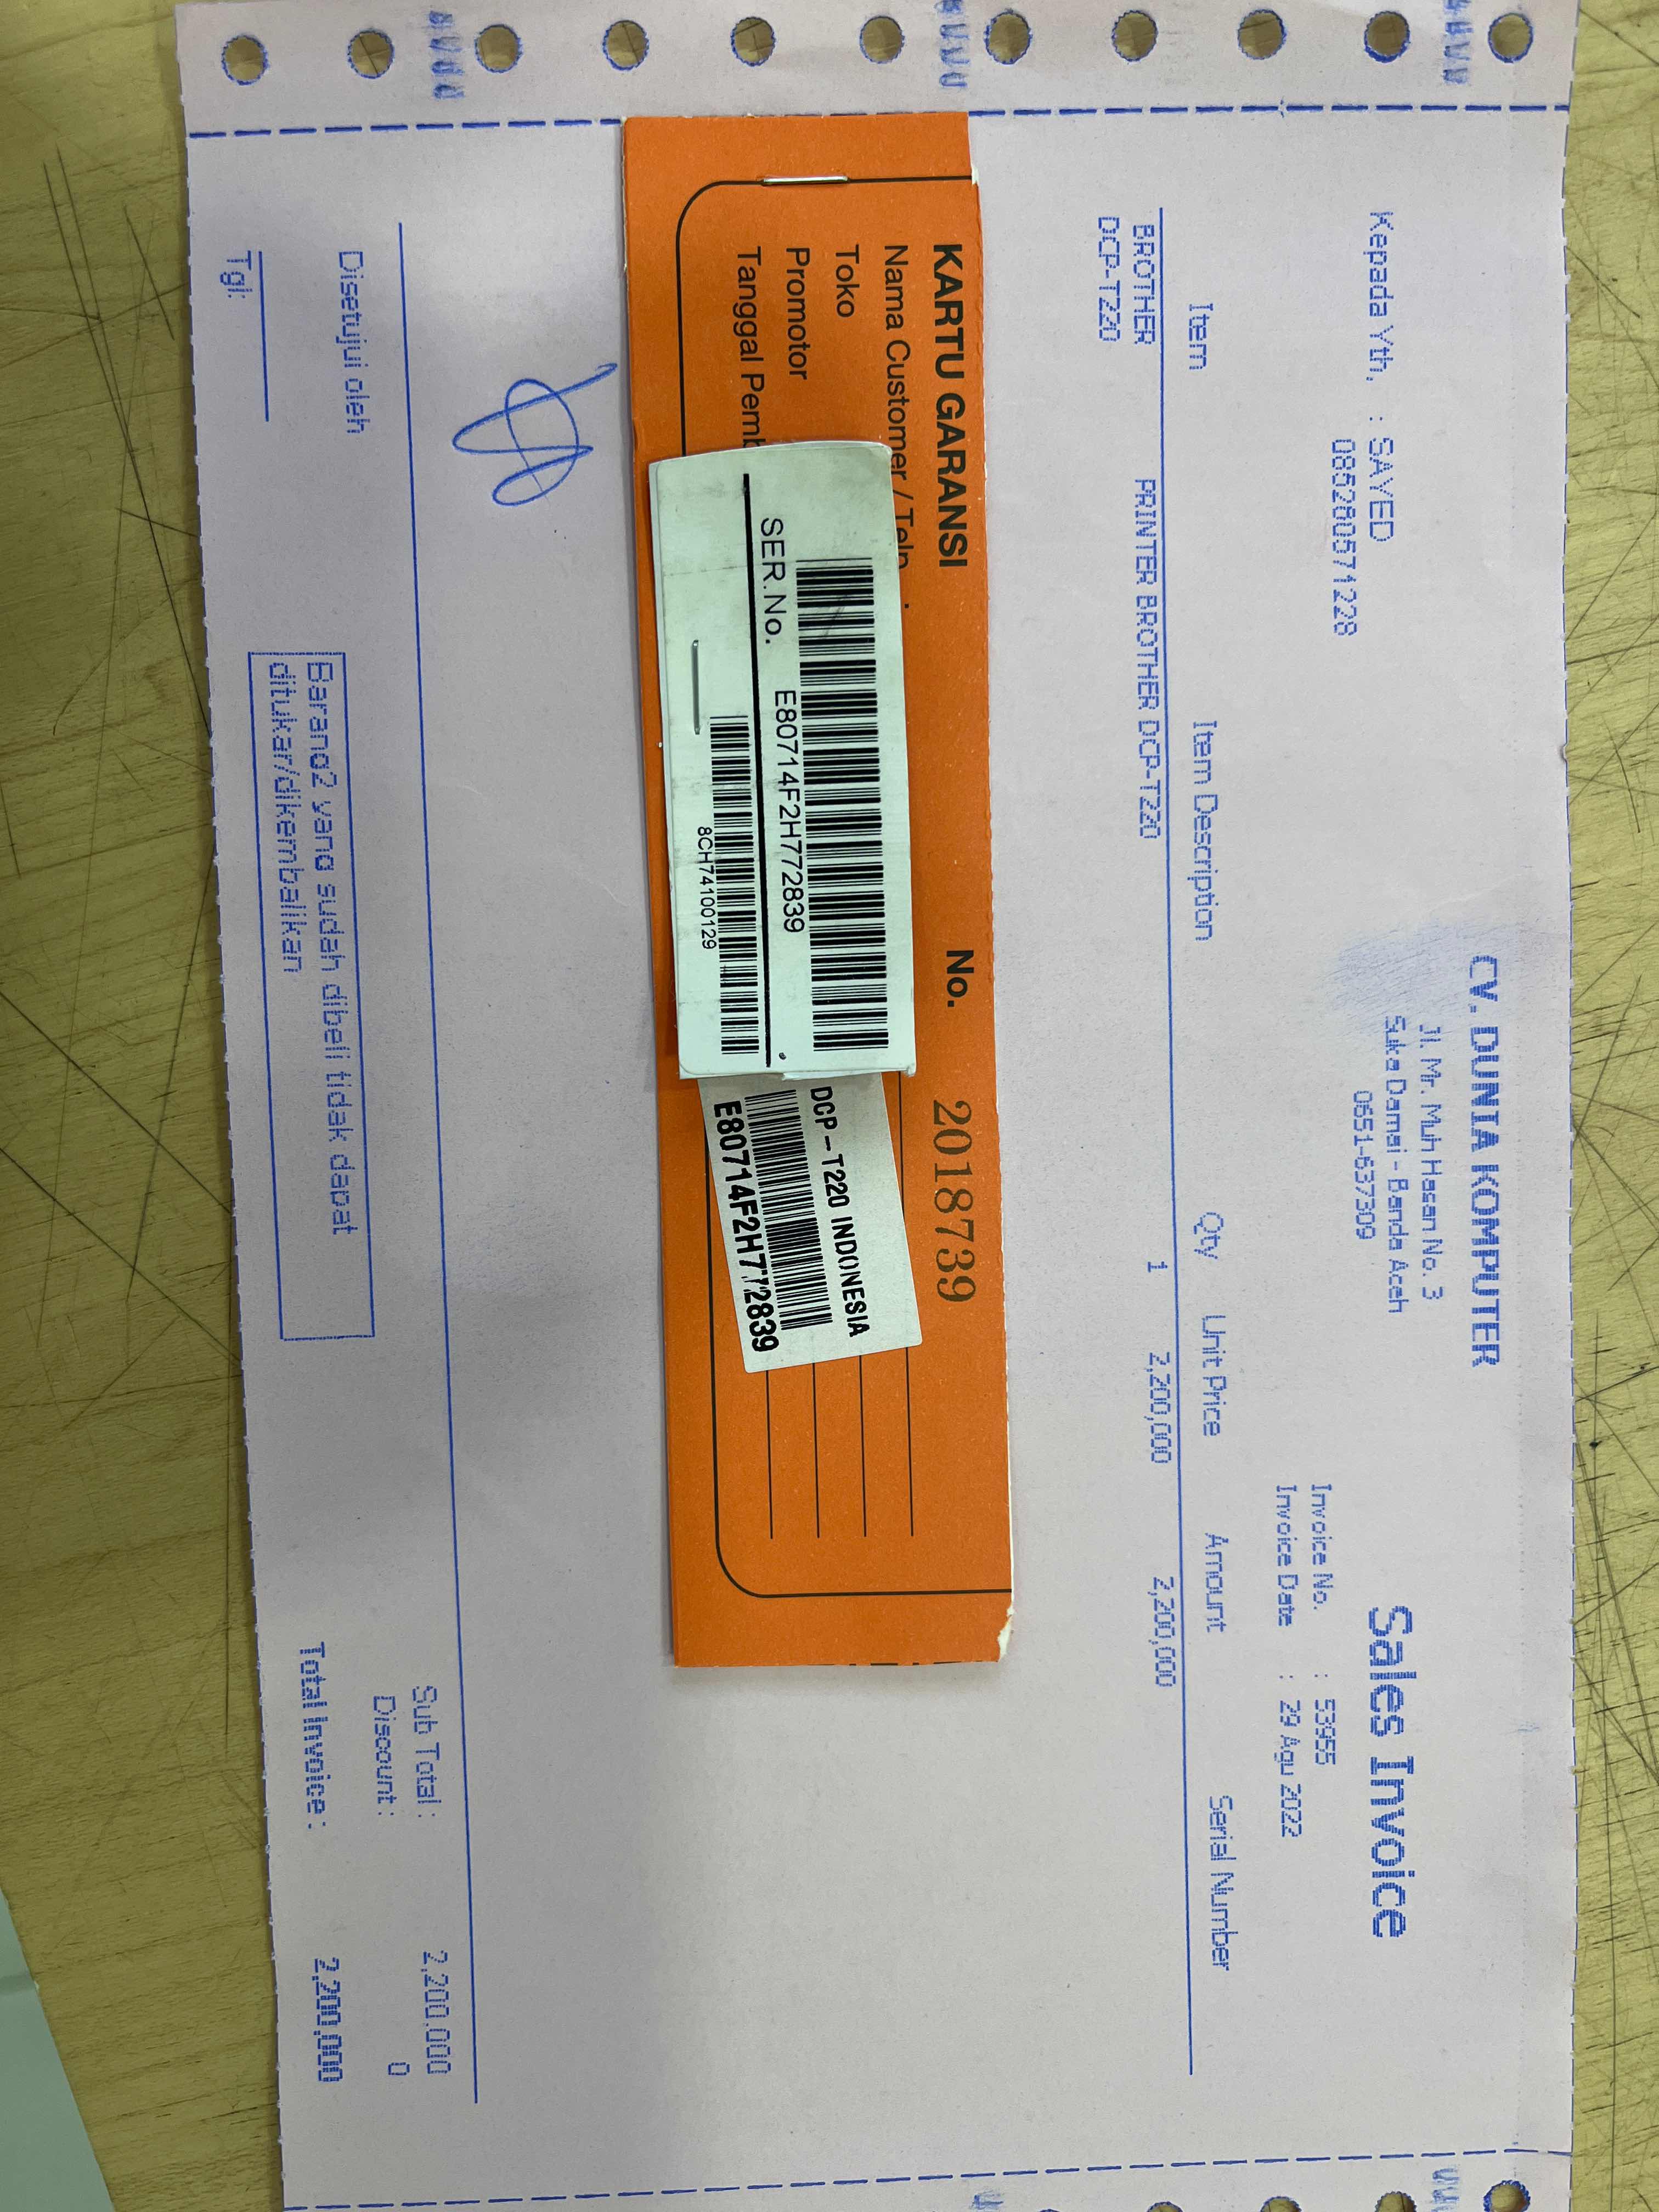 CV. DUNIA KOMPUTER
Jl. Mr. Muh Hasan No. 3
Suka Damai - Banda Aceh
0651-637309
Sales Invoice
Kepada Yth, : SAYED
085280571228
Invoice No. : 53955
Invoice Date : 29 Agu 2022
Item Item Description Qty Unit Price Amount Serial Number
BROTHER DCP-T220 PRINTER BROTHER DCP-T220 1 2,200,000 2,200,000
KARTU GARANSI No. 2018739
Nama Customer / Telp.
Toko
Promotor
Tanggal Pemb
SER.No. E80714F2H772839
8CH74100129
DCP-T220 INDONESIA
E80714F2H772839
Sub Total : 2,200,000
Discount : 0
Total Invoice : 2,200,000
Disetujui oleh
Tgl:
Barang2 yang sudah dibeli tidak dapat
ditukar/dikembalikan